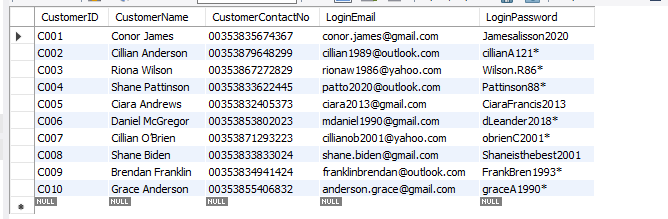 CustomerID CustomerName CustomerContactNo LoginEmail LoginPassword
C001 Conor James 00353835674367 conor.james@gmail.com Jamesalisson2020
C002 Cillian Anderson 00353879648299 cillian1989@outlook.com cillianA121*
C003 Riona Wilson 00353867272829 rionaw1986@yahoo.com Wilson.R86*
C004 Shane Pattinson 00353833622445 patto2020@outlook.com Pattinson88*
C005 Ciara Andrews 00353832405373 ciara2013@gmail.com CiaraFrancis2013
C006 Daniel McGregor 00353853802023 mdaniel1990@gmail.com dLeander2018*
C007 Cillian O'Brien 00353871293223 cillianob2001@yahoo.com obrienC2001*
C008 Shane Biden 00353833833024 shane.biden@gmail.com Shaneisthebest2001
C009 Brendan Franklin 00353834941424 franklinbrendan@outlook.com FrankBren1993*
C010 Grace Anderson 00353855406832 anderson.grace@gmail.com graceA1990*
NULL NULL NULL NULL NULL